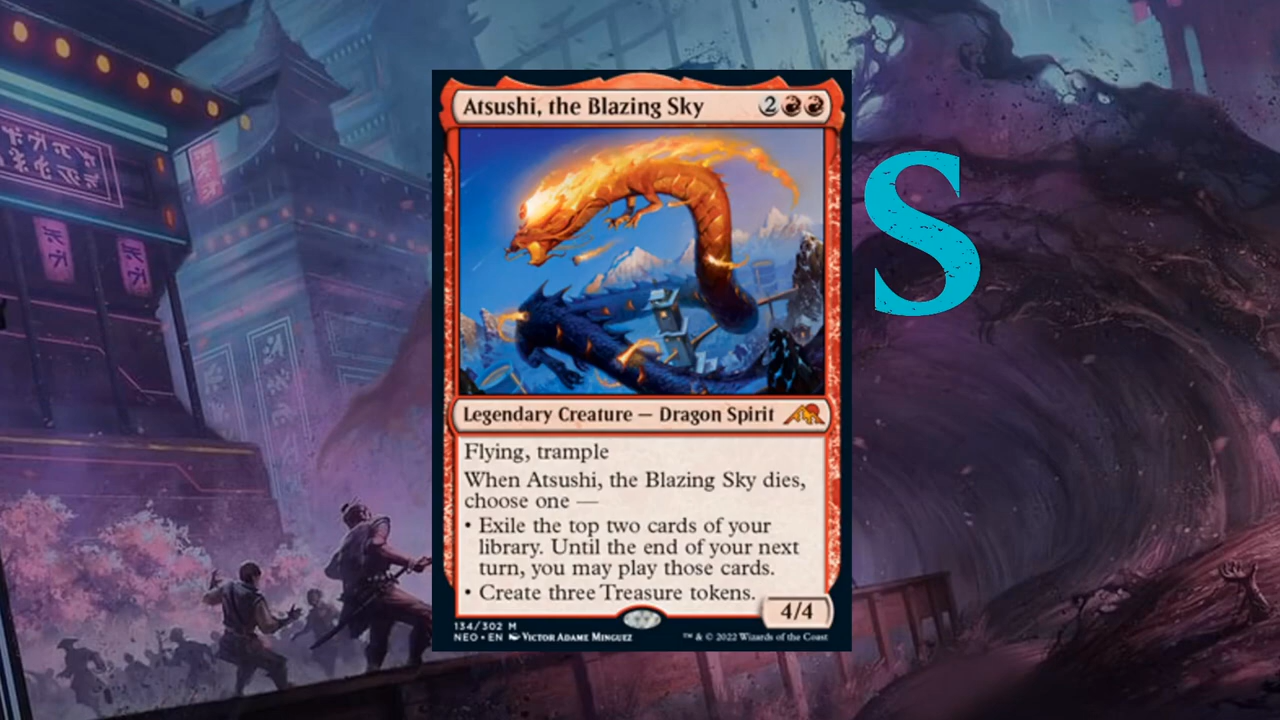 Atsushi, the Blazing Sky 2
S
Legendary Creature — Dragon Spirit
Flying, trample
When Atsushi, the Blazing Sky dies,
choose one —
• Exile the top two cards of your
library. Until the end of your next
turn, you may play those cards.
• Create three Treasure tokens.
4/4
134/302 M
NEO • EN Victor Adame Minguez
™ & © 2022 Wizards of the Coast